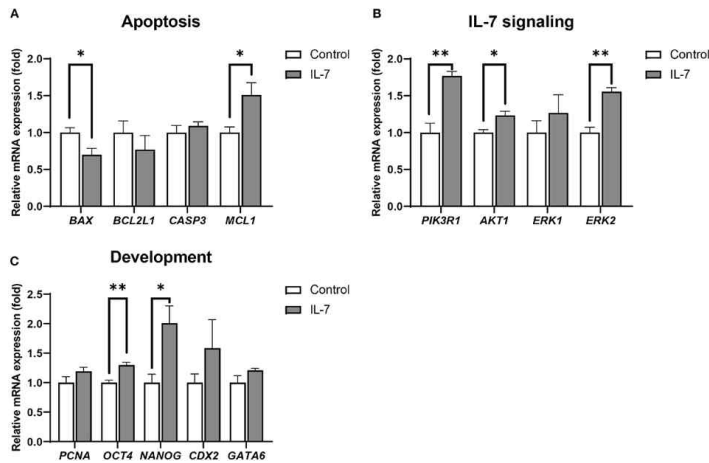 A
Apoptosis
Relative mRNA expression (fold)
2.0
1.5
1.0
0.5
0.0
*
*
Control
IL-7
BAX BCL2L1 CASP3 MCL1
B
IL-7 signaling
Relative mRNA expression (fold)
2.0
1.5
1.0
0.5
0.0
**
*
**
Control
IL-7
PIK3R1 AKT1 ERK1 ERK2
C
Development
Relative mRNA expression (fold)
2.5
2.0
1.5
1.0
0.5
0.0
**
*
Control
IL-7
PCNA OCT4 NANOG CDX2 GATA6